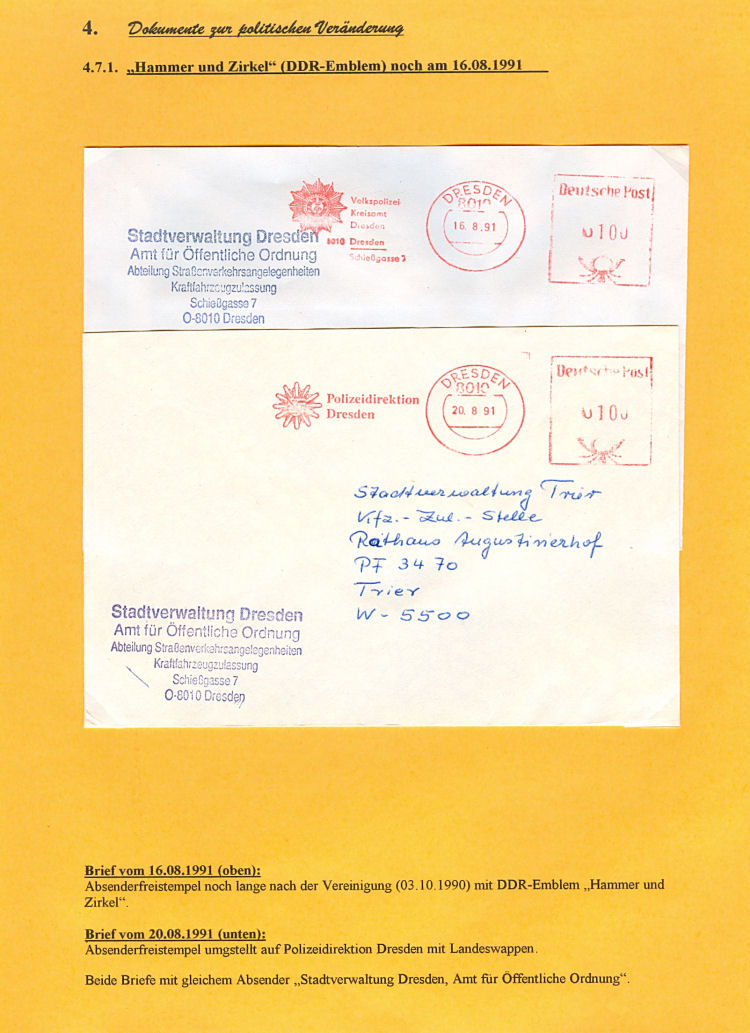 4. Dokumente zur politischen Veränderung
4.7.1. „Hammer und Zirkel“ (DDR-Emblem) noch am 16.08.1991
Volkspolizei
Kreisamt
Dresden
8010 Dresden
Schießgasse 7
DRESDEN
8010
16. 8. 91
Deutsche Post
0100
Stadtverwaltung Dresden
Amt für Öffentliche Ordnung
Abteilung Straßenverkehrsangelegenheiten
Kraftfahrzeugzulassung
Schießgasse 7
O-8010 Dresden
Polizeidirektion
Dresden
DRESDEN
8010
20. 8 91
Deutsche Post
0100
Stadtverwaltung Trier
Kfz.-Zul.-Stelle
Rathaus Augustinerhof
PF 34 70
Trier
W-5500
Stadtverwaltung Dresden
Amt für Öffentliche Ordnung
Abteilung Straßenverkehrsangelegenheiten
Kraftfahrzeugzulassung
Schießgasse 7
O-8010 Dresden
Brief vom 16.08.1991 (oben):
Absenderfreistempel noch lange nach der Vereinigung (03.10.1990) mit DDR-Emblem „Hammer und
Zirkel“.
Brief vom 20.08.1991 (unten):
Absenderfreistempel umgstellt auf Polizeidirektion Dresden mit Landeswappen.
Beide Briefe mit gleichem Absender „Stadtverwaltung Dresden, Amt für Öffentliche Ordnung“.